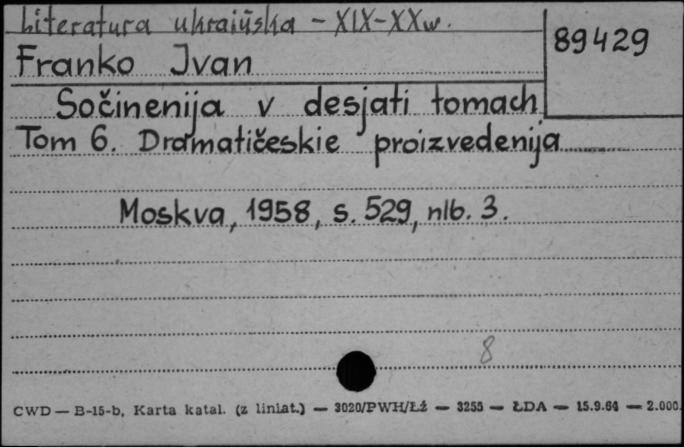 Literatura ukraińska - XIX-XXw.
89429
Franko Jvan
Sočinenija v desjati tomach
Tom 6. Dramatičeskie proizvedenija
Moskva, 1958, s. 529, nlb. 3.
8
CWD — B-15-b, Karta katal. (z liniat.) — 3020/PWH/Łź — 3255 — ŁDA — 15.9.64 — 2.000.